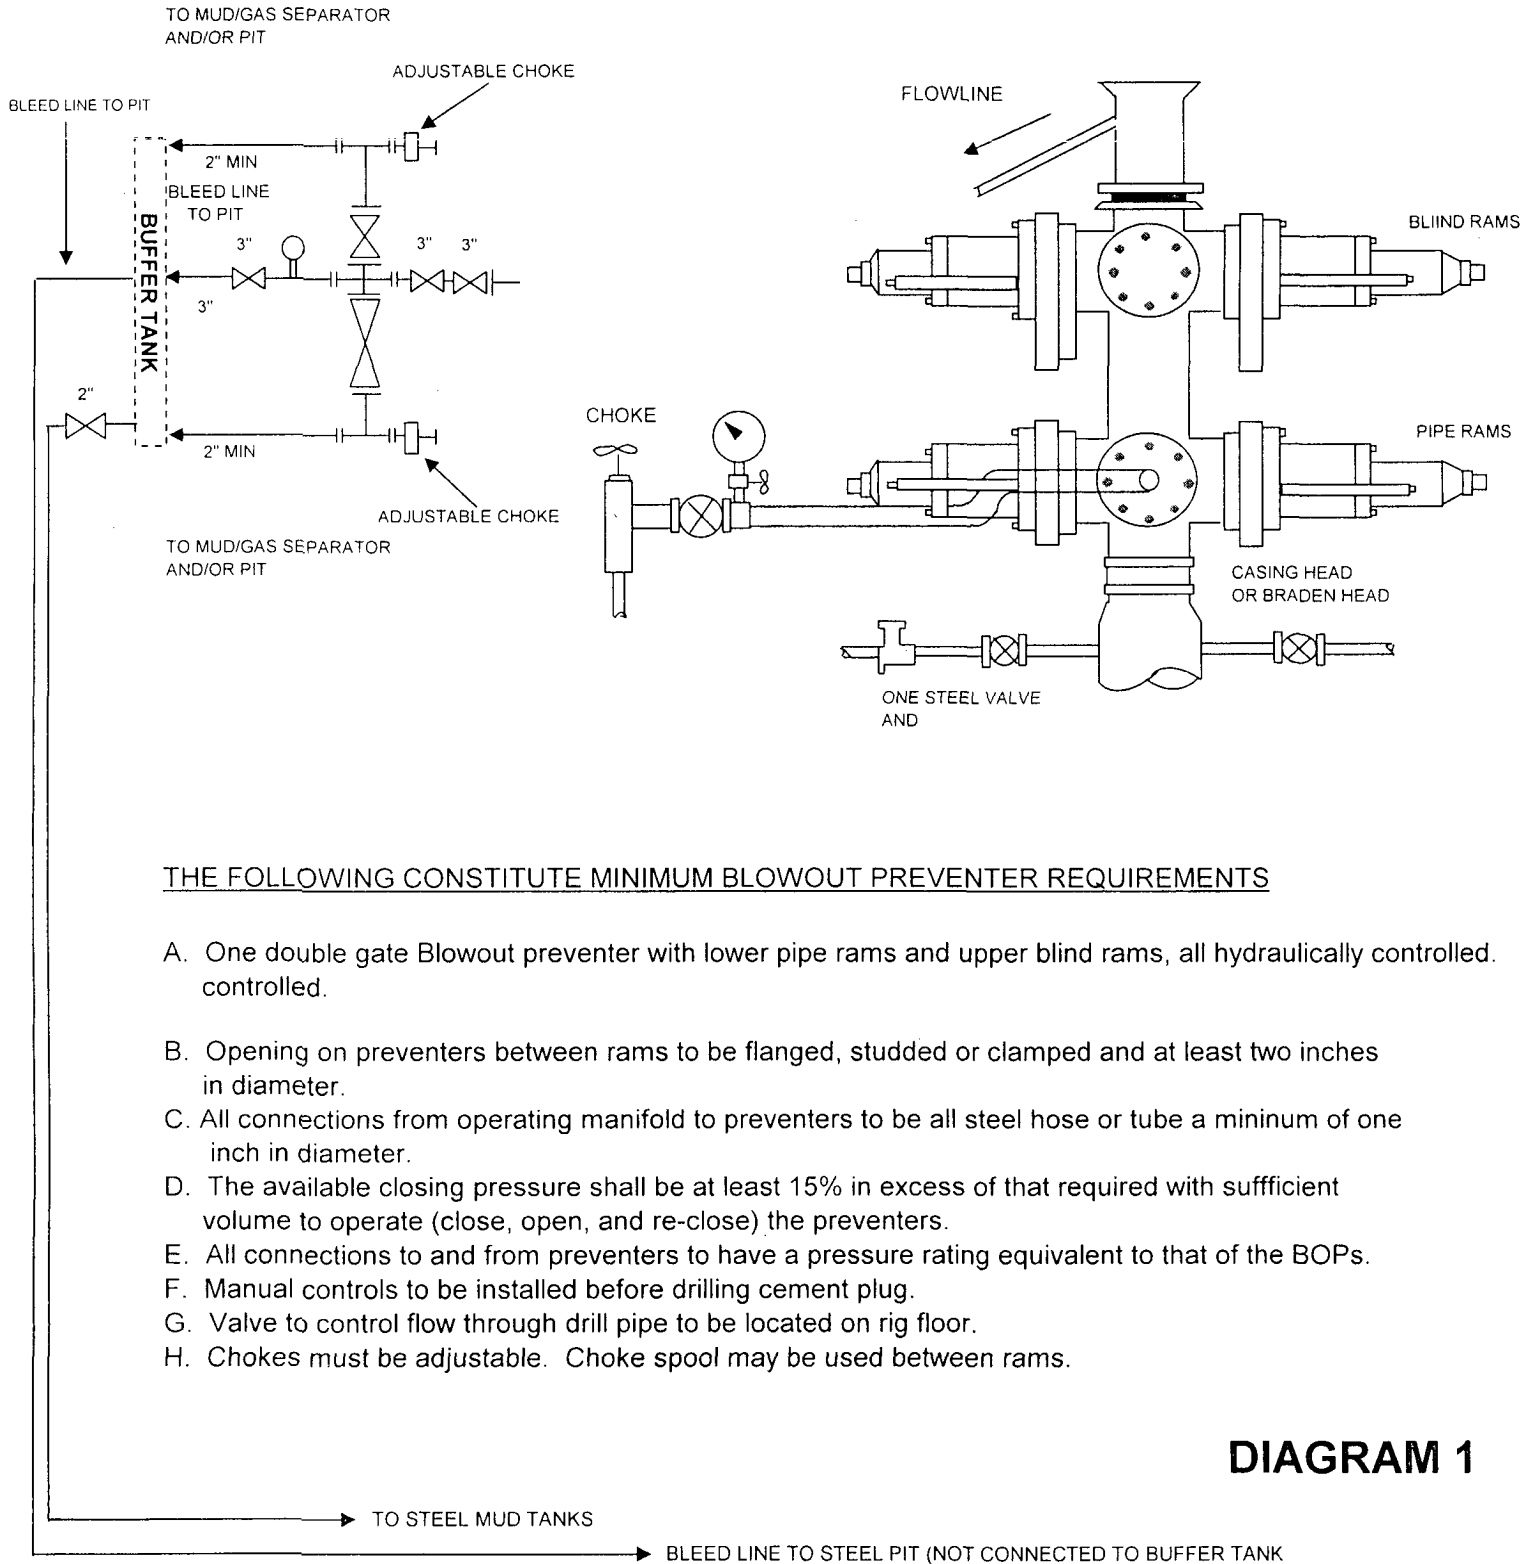 TO MUD/GAS SEPARATOR
AND/OR PIT
ADJUSTABLE CHOKE
BLEED LINE TO PIT
2" MIN
BLEED LINE
TO PIT
BUFFER TANK
3"
3"
3"
3"
2"
2" MIN
ADJUSTABLE CHOKE
TO MUD/GAS SEPARATOR
AND/OR PIT
FLOWLINE
BLIIND RAMS
CHOKE
PIPE RAMS
CASING HEAD
OR BRADEN HEAD
ONE STEEL VALVE
AND
THE FOLLOWING CONSTITUTE MINIMUM BLOWOUT PREVENTER REQUIREMENTS
A. One double gate Blowout preventer with lower pipe rams and upper blind rams, all hydraulically controlled.
controlled.
B. Opening on preventers between rams to be flanged, studded or clamped and at least two inches
in diameter.
C. All connections from operating manifold to preventers to be all steel hose or tube a mininum of one
inch in diameter.
D. The available closing pressure shall be at least 15% in excess of that required with suffficient
volume to operate (close, open, and re-close) the preventers.
E. All connections to and from preventers to have a pressure rating equivalent to that of the BOPs.
F. Manual controls to be installed before drilling cement plug.
G. Valve to control flow through drill pipe to be located on rig floor.
H. Chokes must be adjustable. Choke spool may be used between rams.
DIAGRAM 1
TO STEEL MUD TANKS
BLEED LINE TO STEEL PIT (NOT CONNECTED TO BUFFER TANK